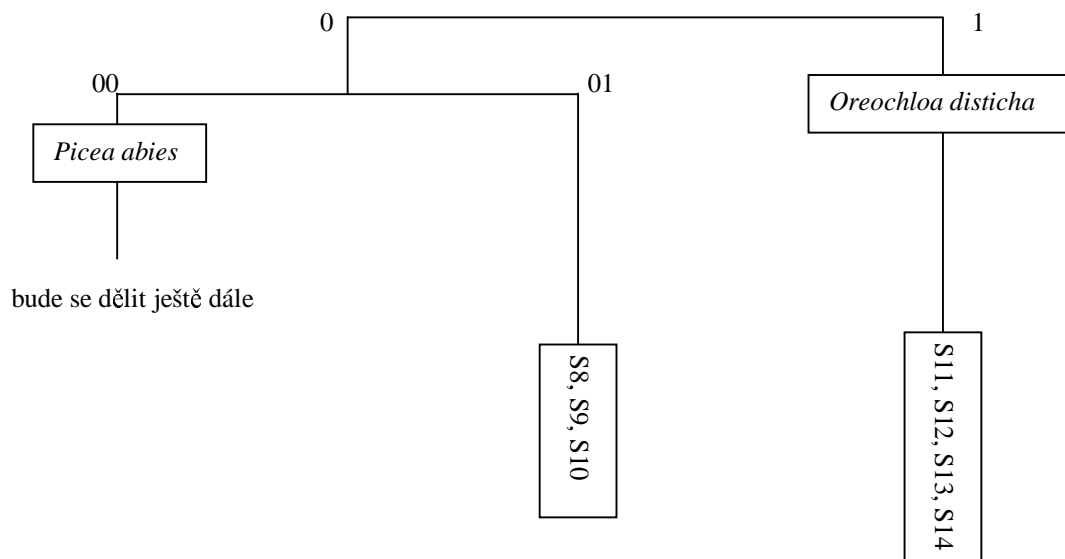 0
1
00
01
Oreochloa disticha
Picea abies
bude se dělit ještě dále
S8, S9, S10
S11, S12, S13, S14